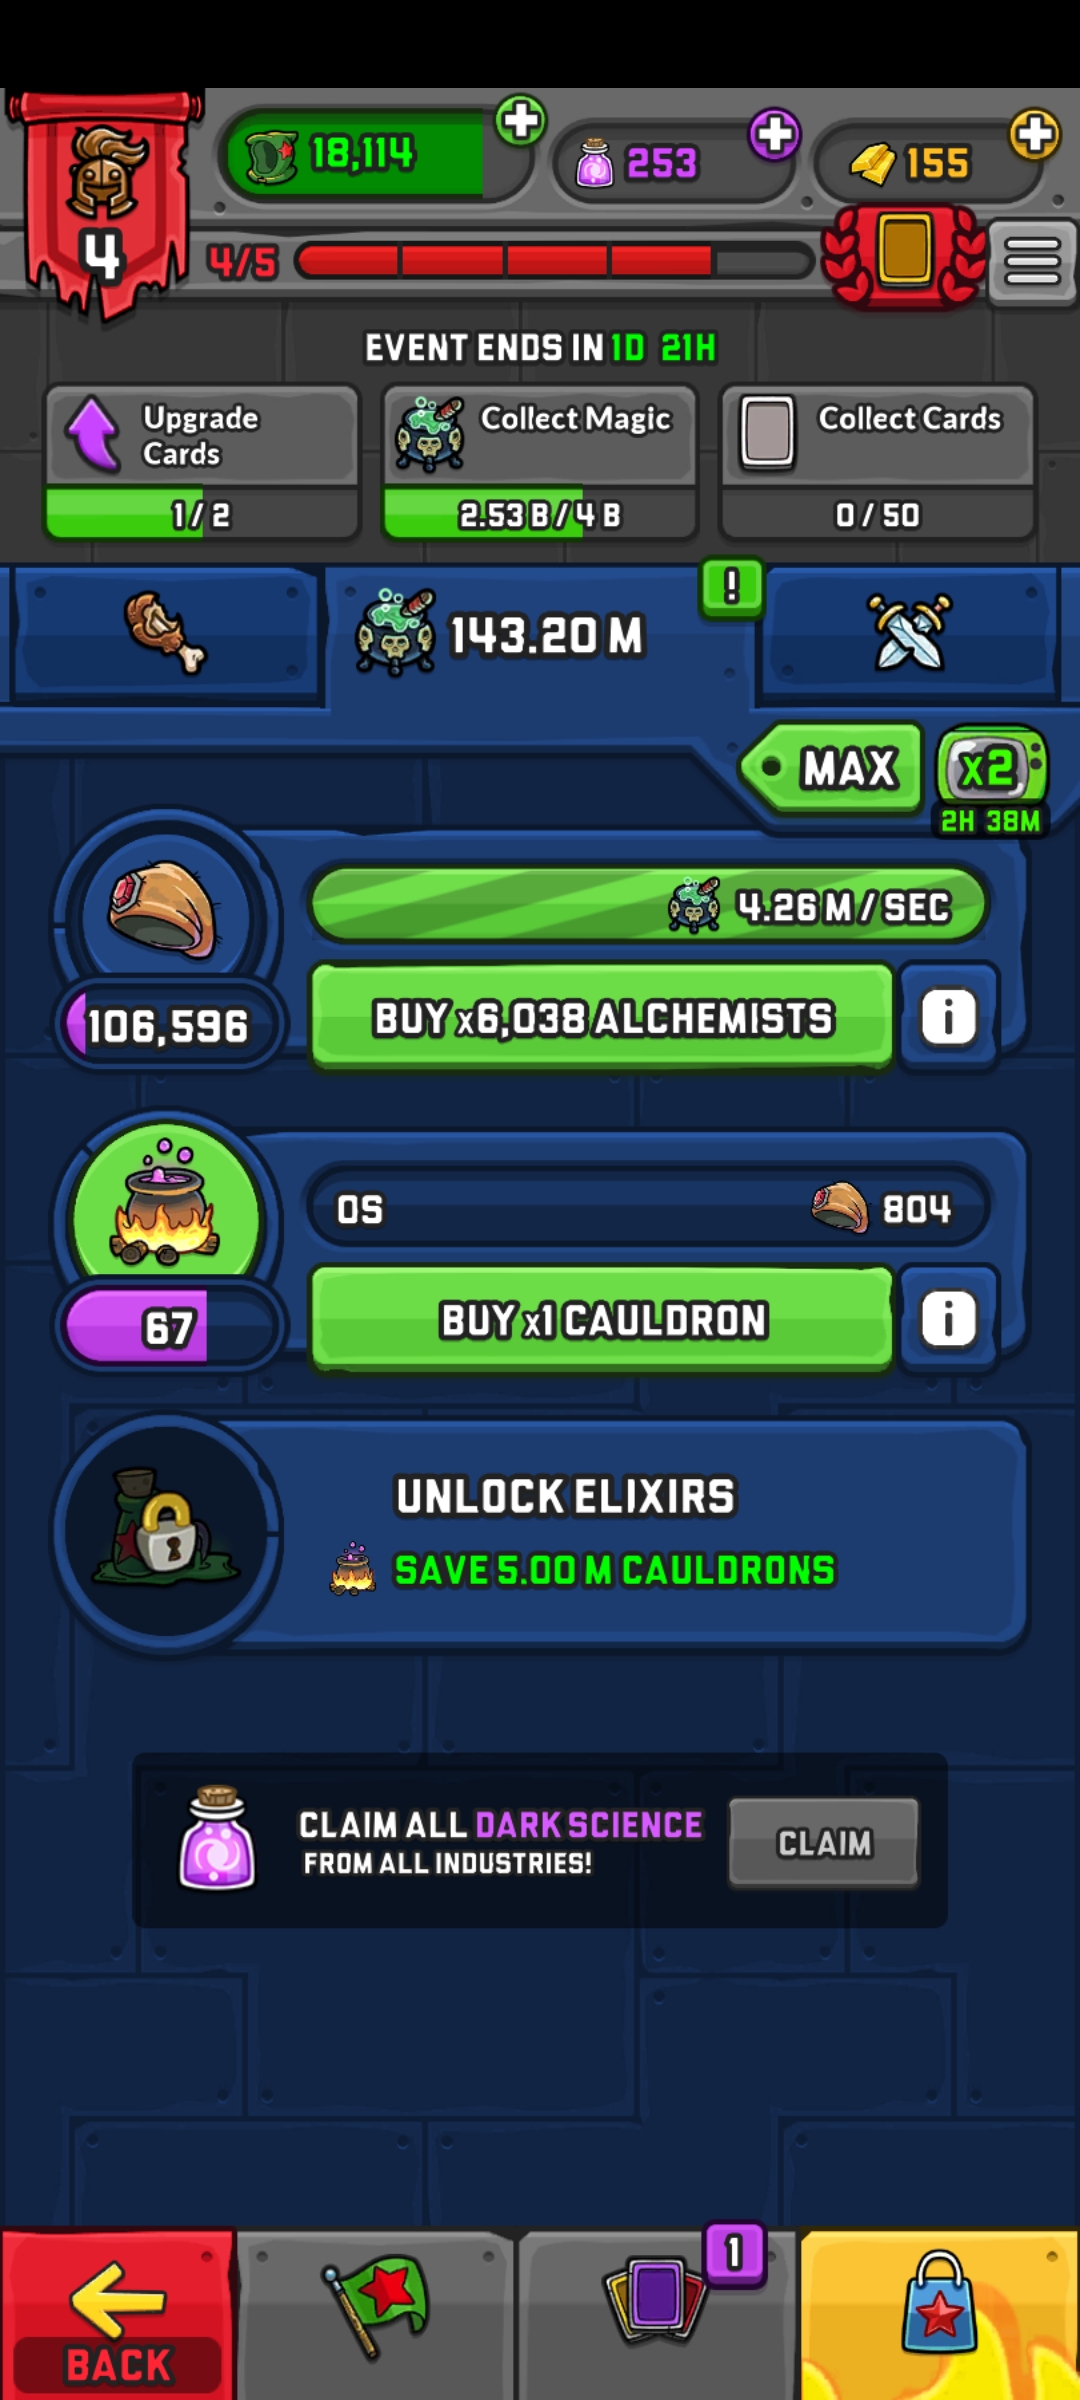 18,114
253
155
4
4/5
EVENT ENDS IN 1D 21H
Upgrade
Cards
Collect Magic
Collect Cards
1 / 2
2.53 B / 4 B
0 / 50
!
143.20 M
MAX
x2
2H 38M
4.26 M / SEC
106,596
BUY x6,038 ALCHEMISTS
i
0S
804
67
BUY x1 CAULDRON
i
UNLOCK ELIXIRS
SAVE 5.00 M CAULDRONS
CLAIM ALL DARK SCIENCE
FROM ALL INDUSTRIES!
CLAIM
1
BACK